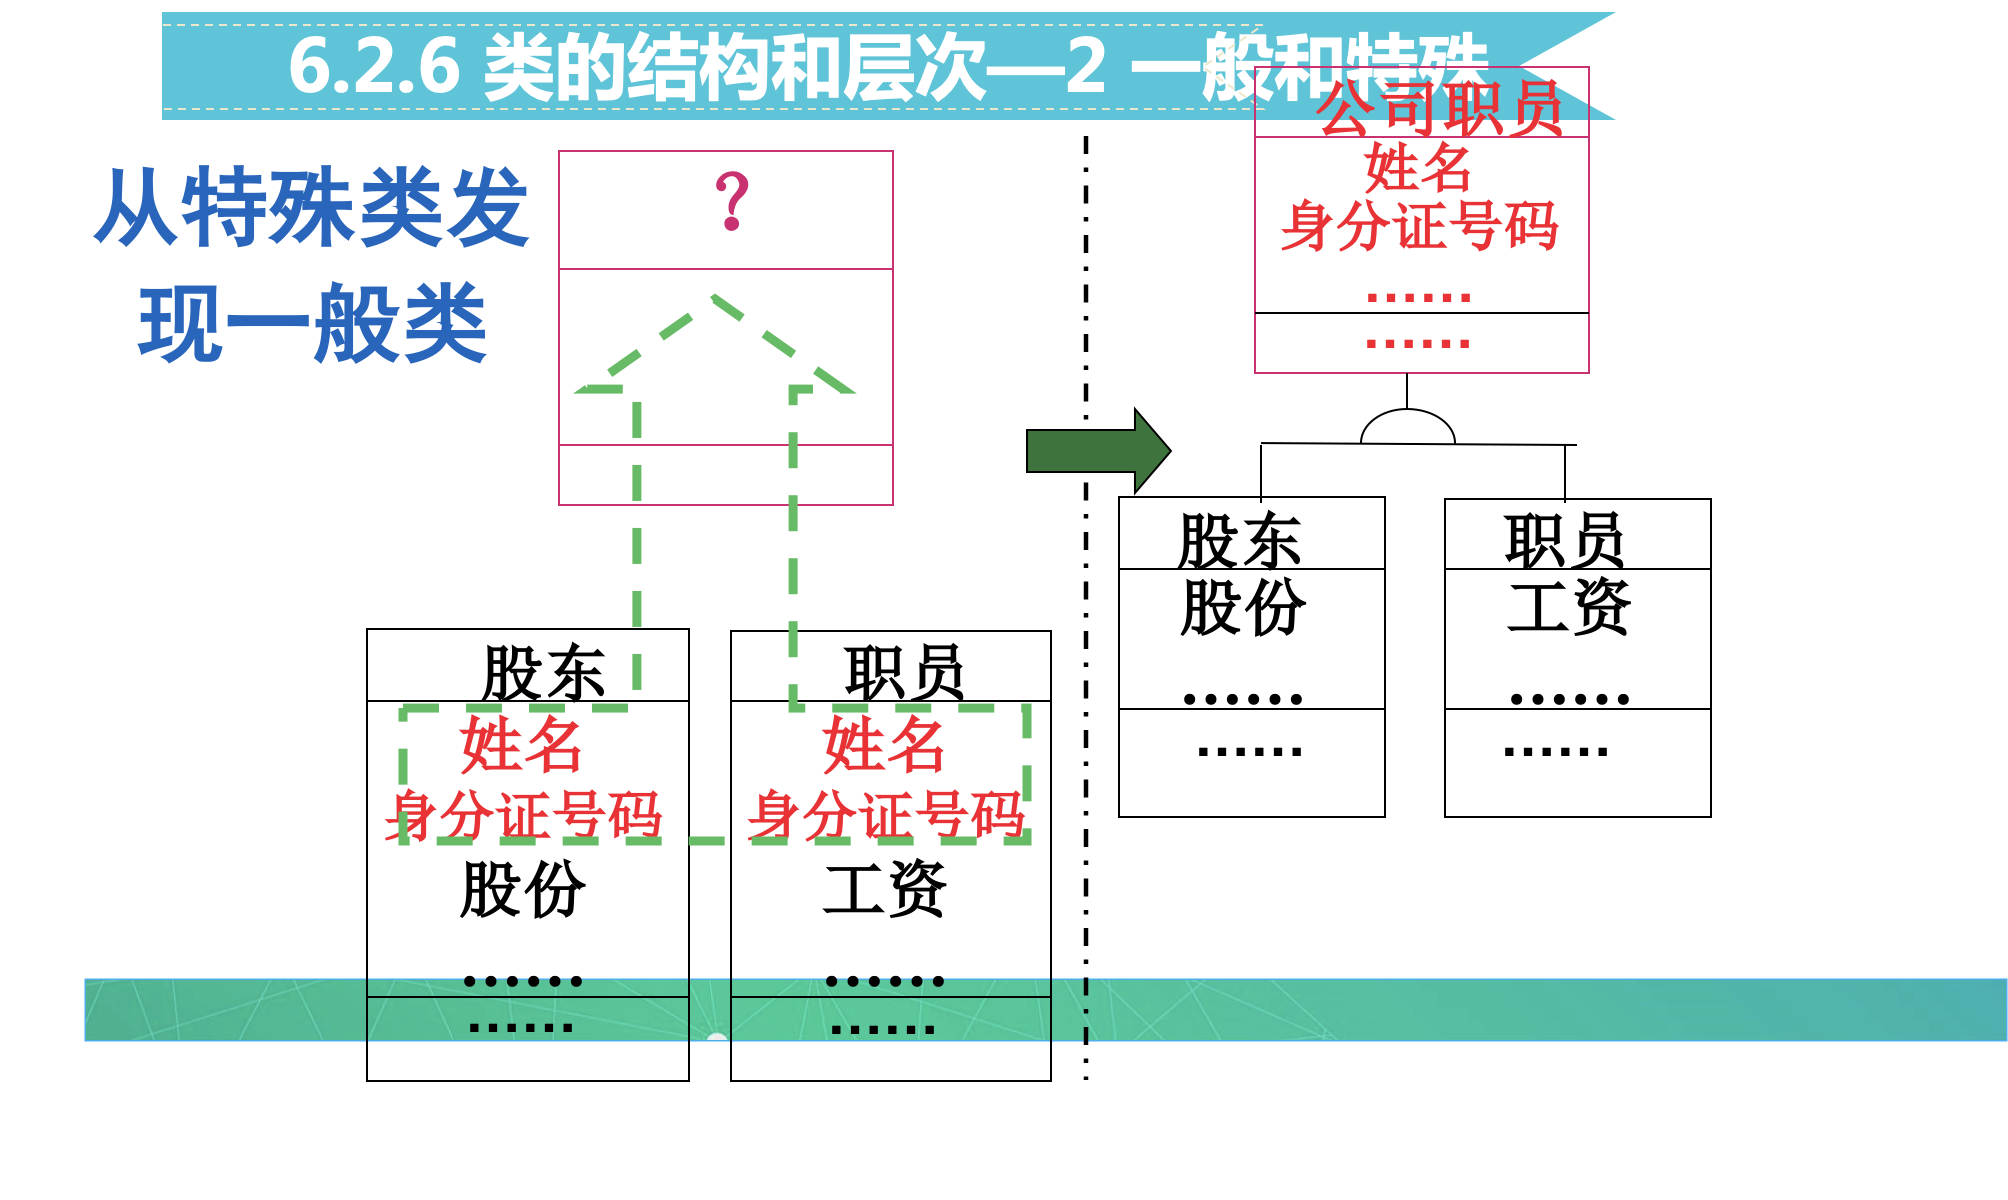 6.2.6 类的结构和层次—2 一般和特殊
从特殊类发
现一般类
?
股东
姓名
身分证号码
股份
……
……
职员
姓名
身分证号码
工资
……
……
公司职员
姓名
身分证号码
……
……
股东
股份
……
……
职员
工资
……
……